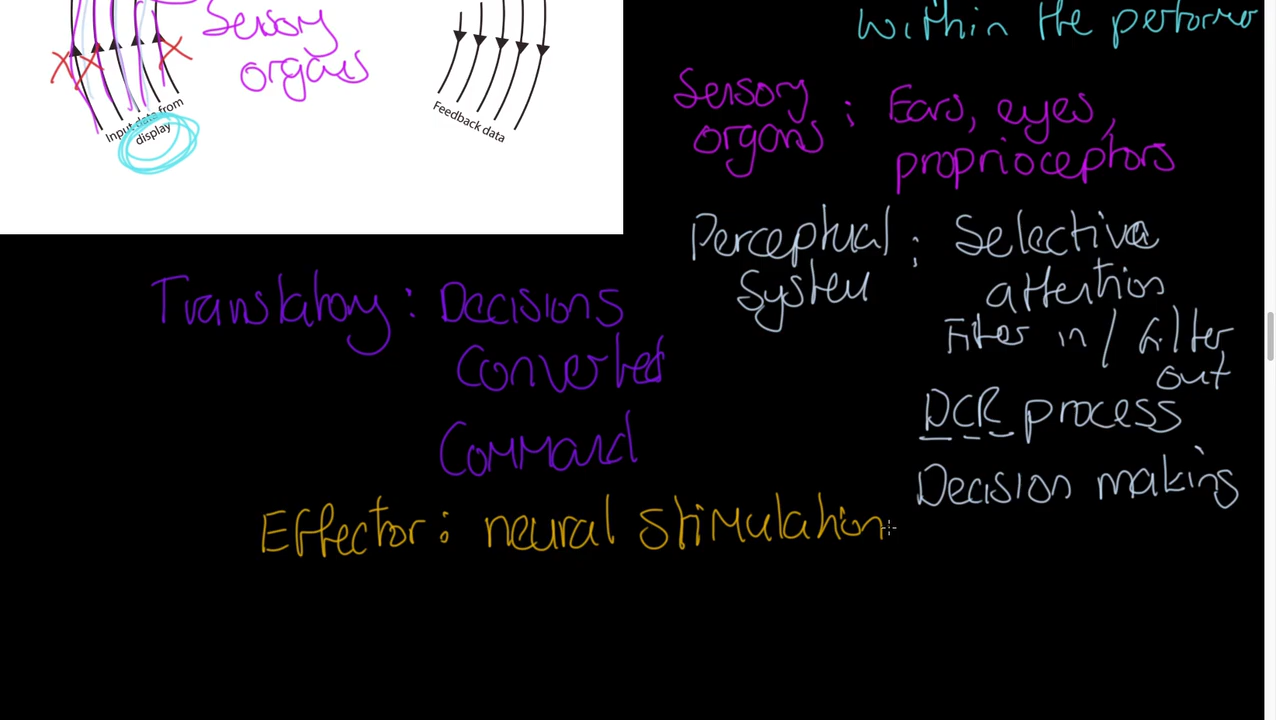 Sensory
organs
Input data from
display
Feedback data
within the performer
Sensory
organs : Ears, eyes,
proprioceptors
Perceptual : Selective
System attention
Filter in / filter
out
DCR process
Decision making
Translatory : Decisions
Converted
Command
Effector : neural stimulation